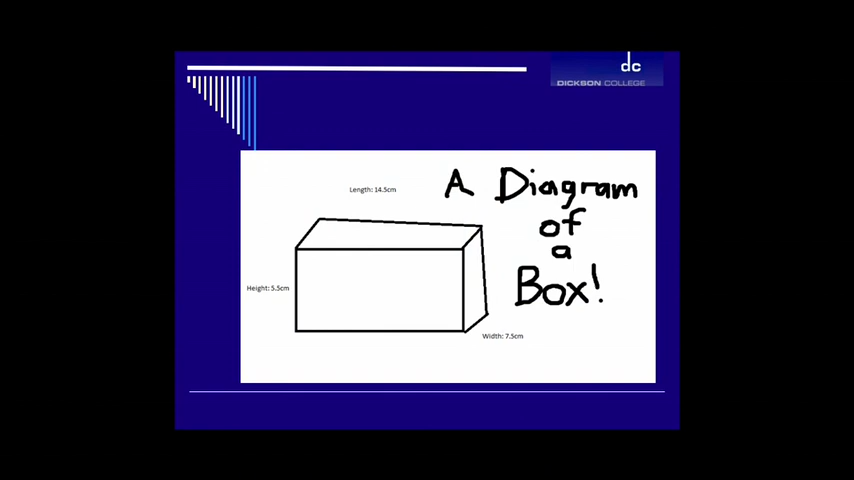 dc
DICKSON COLLEGE
Length: 14.5cm
A Diagram
of
a
Box!
Height: 5.5cm
Width: 7.5cm